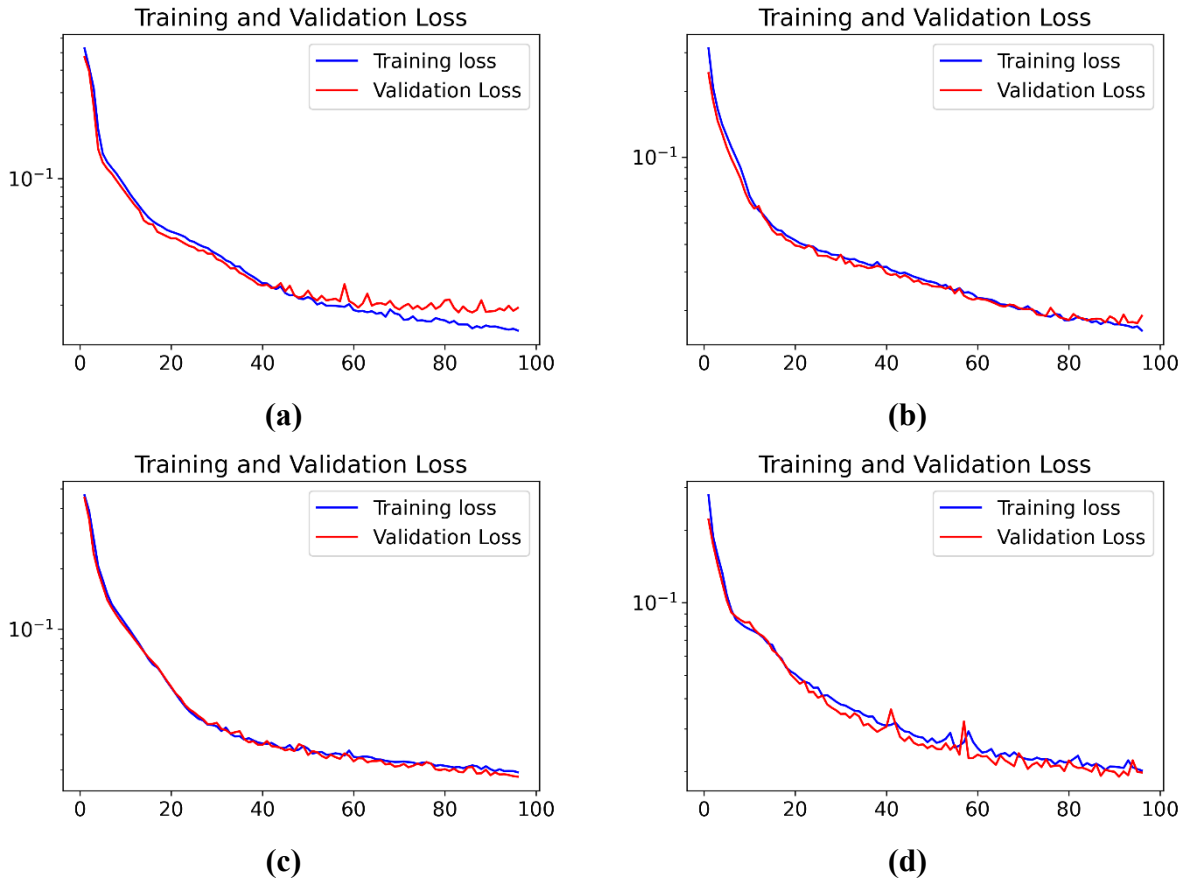 Training and Validation Loss
Training loss
Validation Loss
10⁻¹
0 20 40 60 80 100
(a)
Training and Validation Loss
Training loss
Validation Loss
10⁻¹
0 20 40 60 80 100
(b)
Training and Validation Loss
Training loss
Validation Loss
10⁻¹
0 20 40 60 80 100
(c)
Training and Validation Loss
Training loss
Validation Loss
10⁻¹
0 20 40 60 80 100
(d)